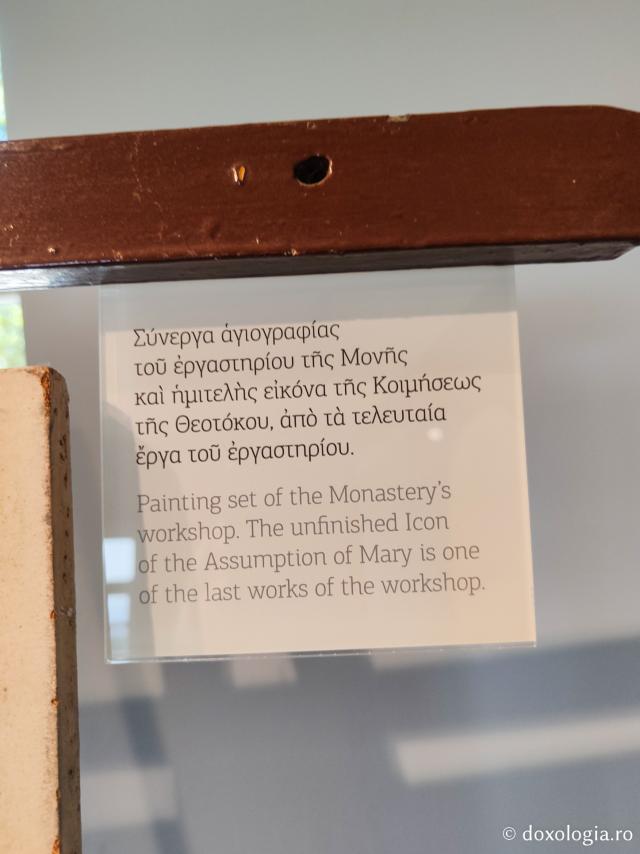 Σύνεργα ἁγιογραφίας
τοῦ ἐργαστηρίου τῆς Μονῆς
καὶ ἡμιτελὴς εἰκόνα τῆς Κοιμήσεως
τῆς Θεοτόκου, ἀπὸ τὰ τελευταία
ἔργα τοῦ ἐργαστηρίου.
Painting set of the Monastery's
workshop. The unfinished Icon
of the Assumption of Mary is one
of the last works of the workshop.
© doxologia.ro